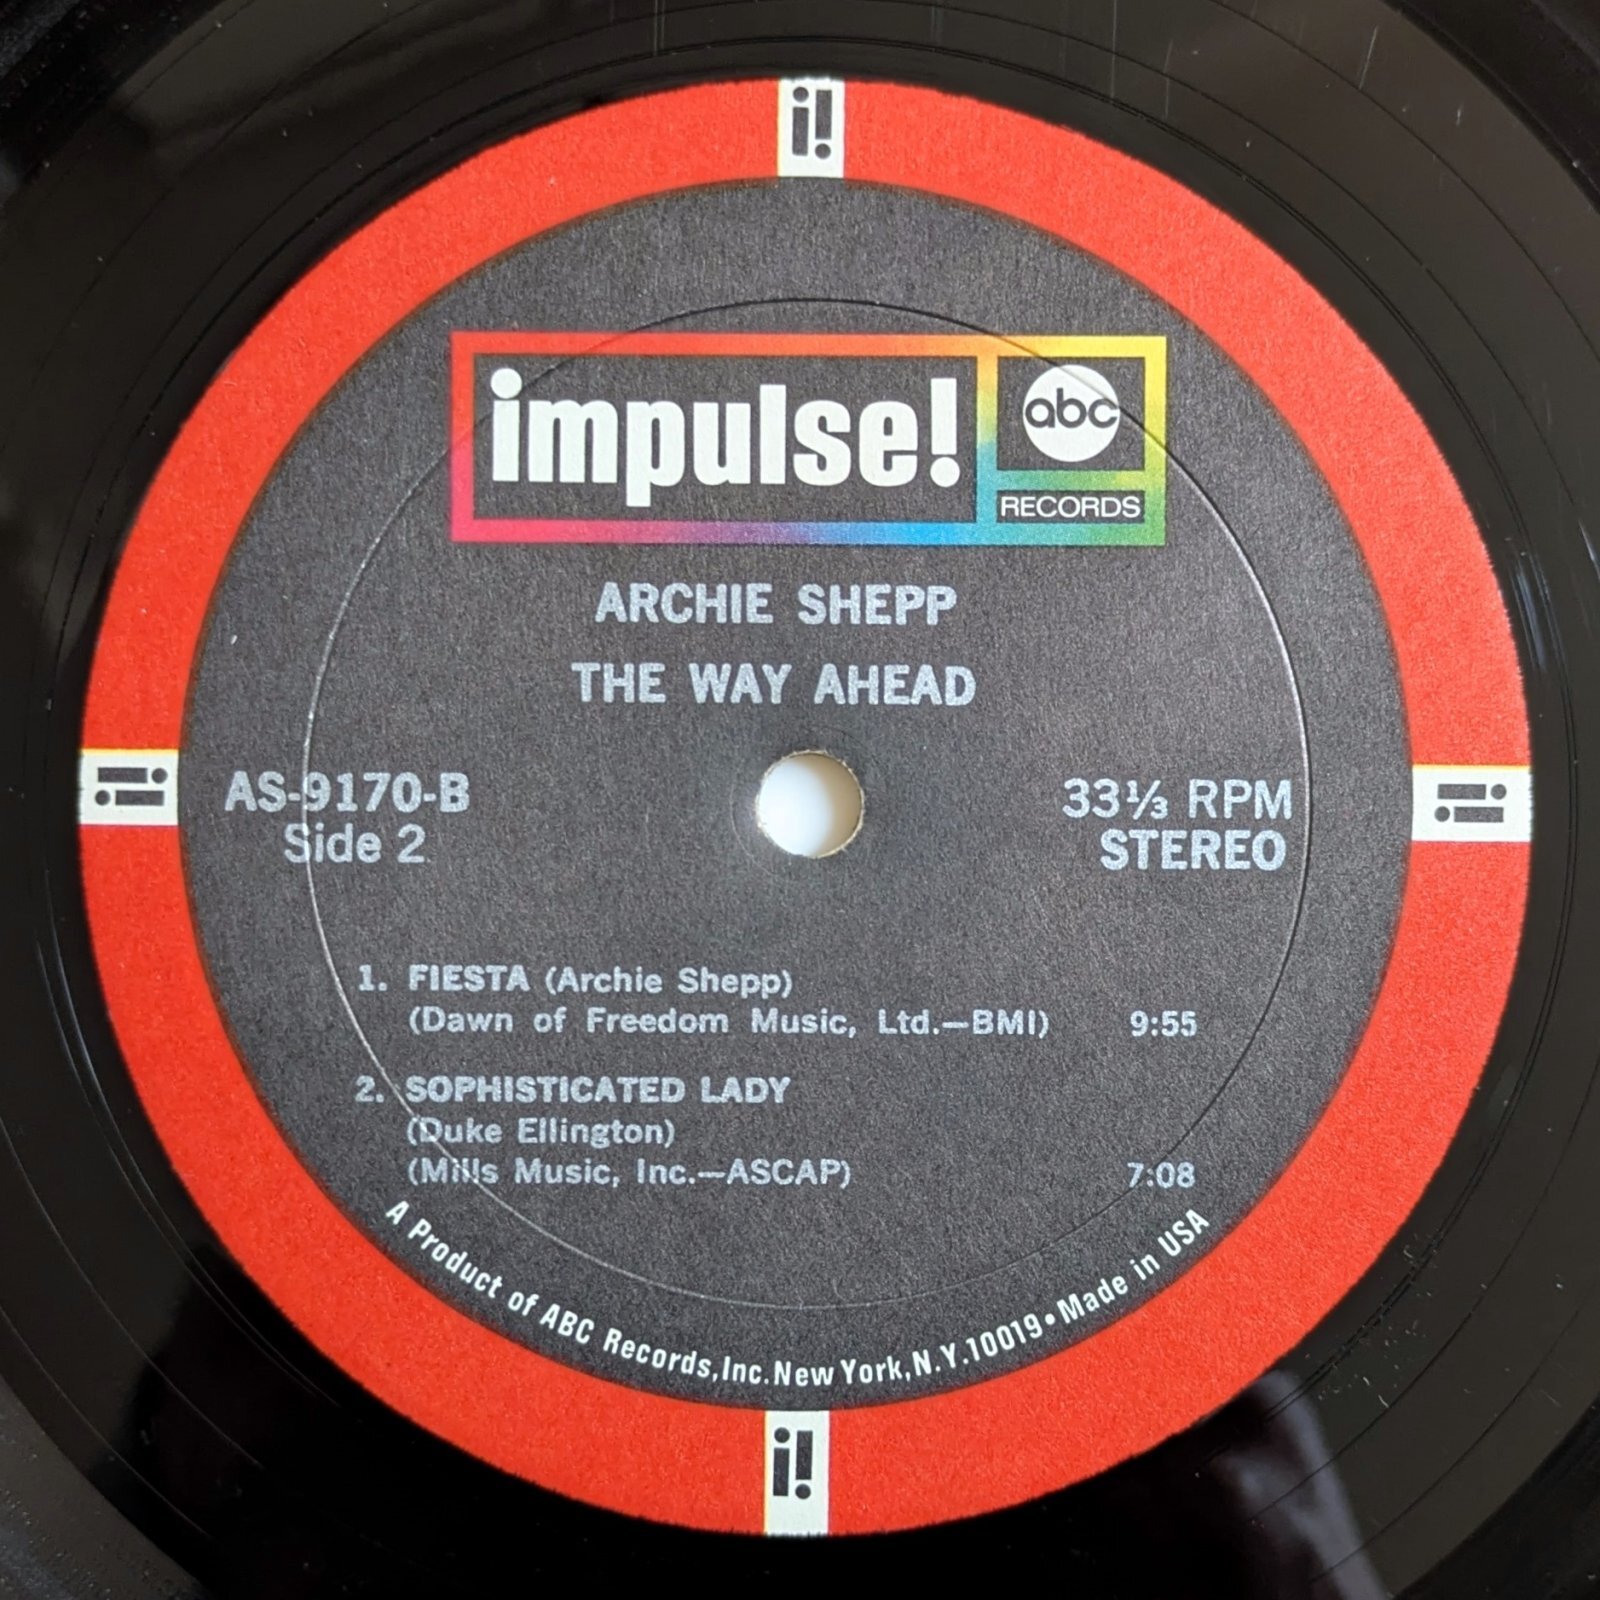 i!
impulse!
abc
RECORDS
ARCHIE SHEPP
THE WAY AHEAD
i!
AS-9170-B
Side 2
33⅓ RPM
STEREO
i!
1. FIESTA (Archie Shepp)
(Dawn of Freedom Music, Ltd.—BMI) 9:55
2. SOPHISTICATED LADY
(Duke Ellington)
(Mills Music, Inc.—ASCAP) 7:08
A Product of ABC Records, Inc. New York, N.Y. 10019 • Made in USA
i!